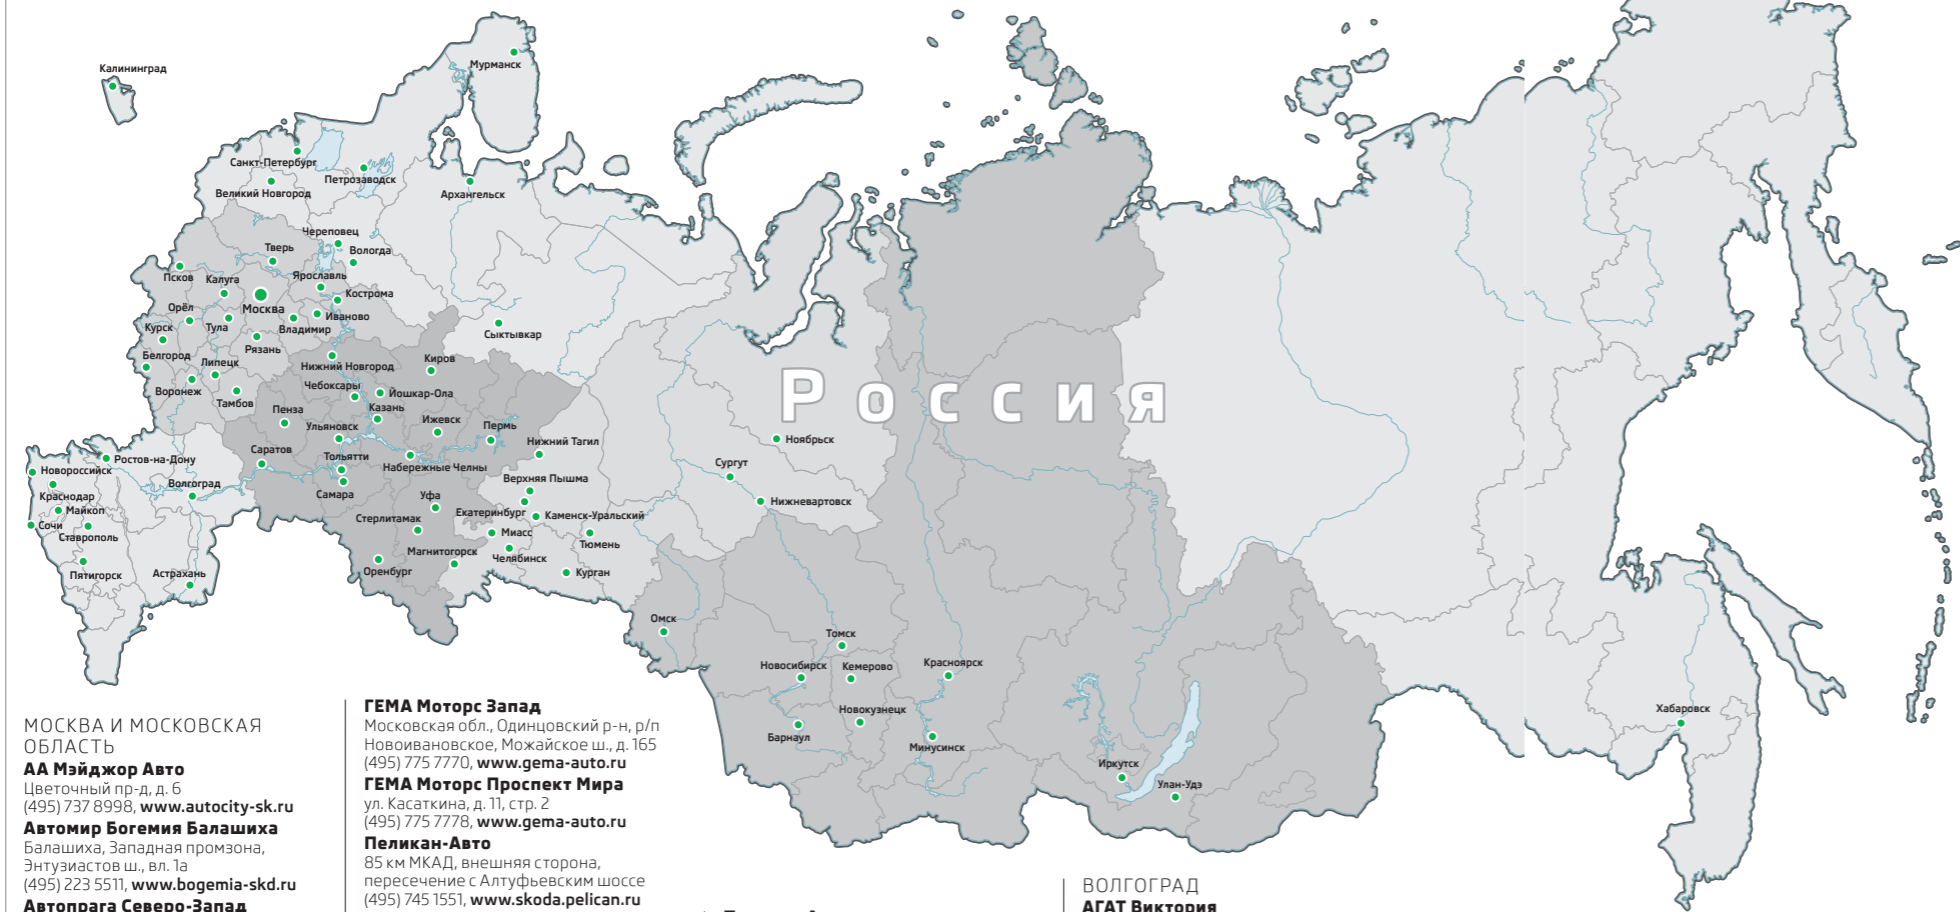 Мурманск
Калининград
Санкт-Петербург
Петрозаводск
Великий Новгород
Архангельск
Череповец
Тверь
Вологда
Псков
Калуга
Ярославль
Кострома
Орёл
Москва
Иваново
Курск
Тула
Владимир
Сыктывкар
Рязань
Белгород
Липецк
Нижний Новгород
Киров
Воронеж
Чебоксары
Йошкар-Ола
Тамбов
Пенза
Казань
Россия
Ульяновск
Ижевск
Пермь
Нижний Тагил
Ноябрьск
Саратов
Тольятти
Набережные Челны
Ростов-на-Дону
Новороссийск
Сургут
Волгоград
Верхняя Пышма
Краснодар
Самара
Уфа
Нижневартовск
Майкоп
Екатеринбург
Каменск-Уральский
Стерлитамак
Сочи
Ставрополь
Миасс
Тюмень
Магнитогорск
Челябинск
Пятигорск
Астрахань
Оренбург
Курган
Омск
Томск
Новосибирск
Кемерово
Красноярск
Новокузнецк
Хабаровск
Барнаул
Минусинск
Иркутск
Улан-Удэ
МОСКВА И МОСКОВСКАЯ
ОБЛАСТЬ
АА Мэйджор Авто
Цветочный пр-д, д. 6
(495) 737 8998, www.autocity-sk.ru
Автомир Богемия Балашиха
Балашиха, Западная промзона,
Энтузиастов ш., вл. 1а
(495) 223 5511, www.bogemia-skd.ru
Автопрага Северо-Запад
ГЕМА Моторс Запад
Московская обл., Одинцовский р-н, р/п
Новоивановское, Можайское ш., д. 165
(495) 775 7770, www.gema-auto.ru
ГЕМА Моторс Проспект Мира
ул. Касаткина, д. 11, стр. 2
(495) 775 7778, www.gema-auto.ru
Пеликан-Авто
85 км МКАД, внешняя сторона,
пересечение с Алтуфьевским шоссе
(495) 745 1551, www.skoda.pelican.ru
ВОЛГОГРАД
АГАТ Виктория